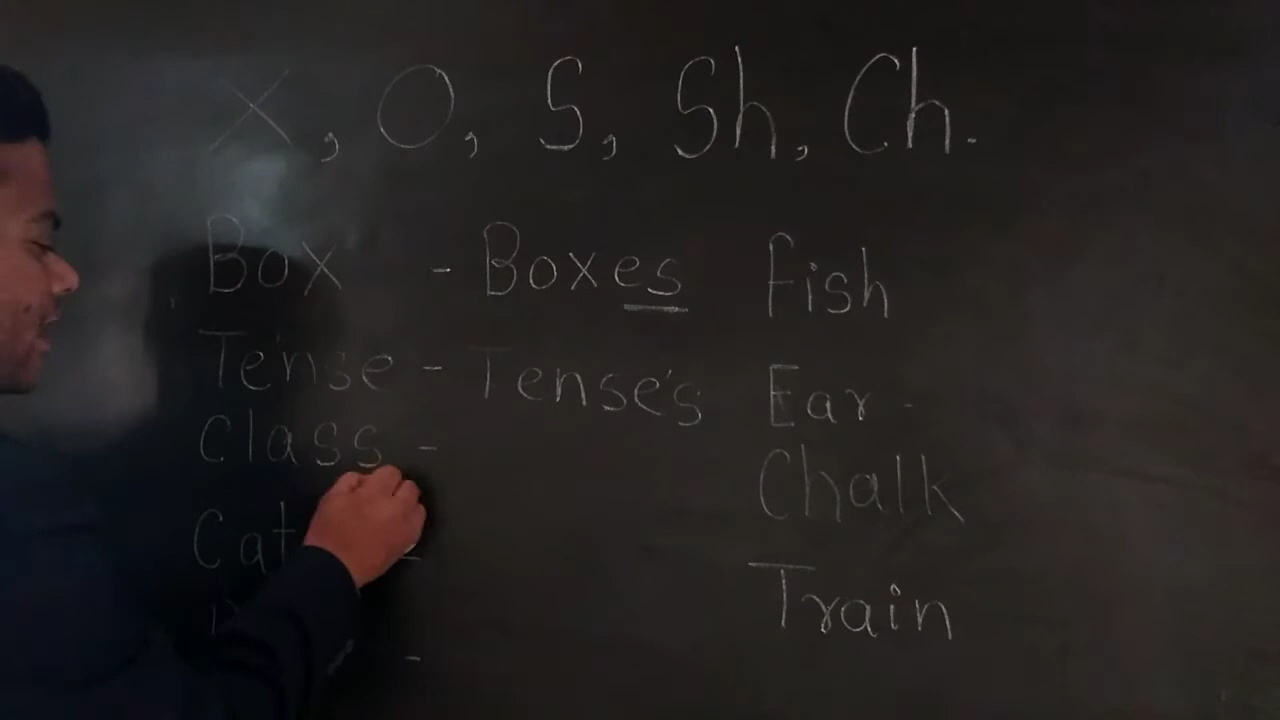 X, O, S, Sh, Ch.
Box - Boxes Fish
Tense - Tense's Ear -
Class - Chalk
Train